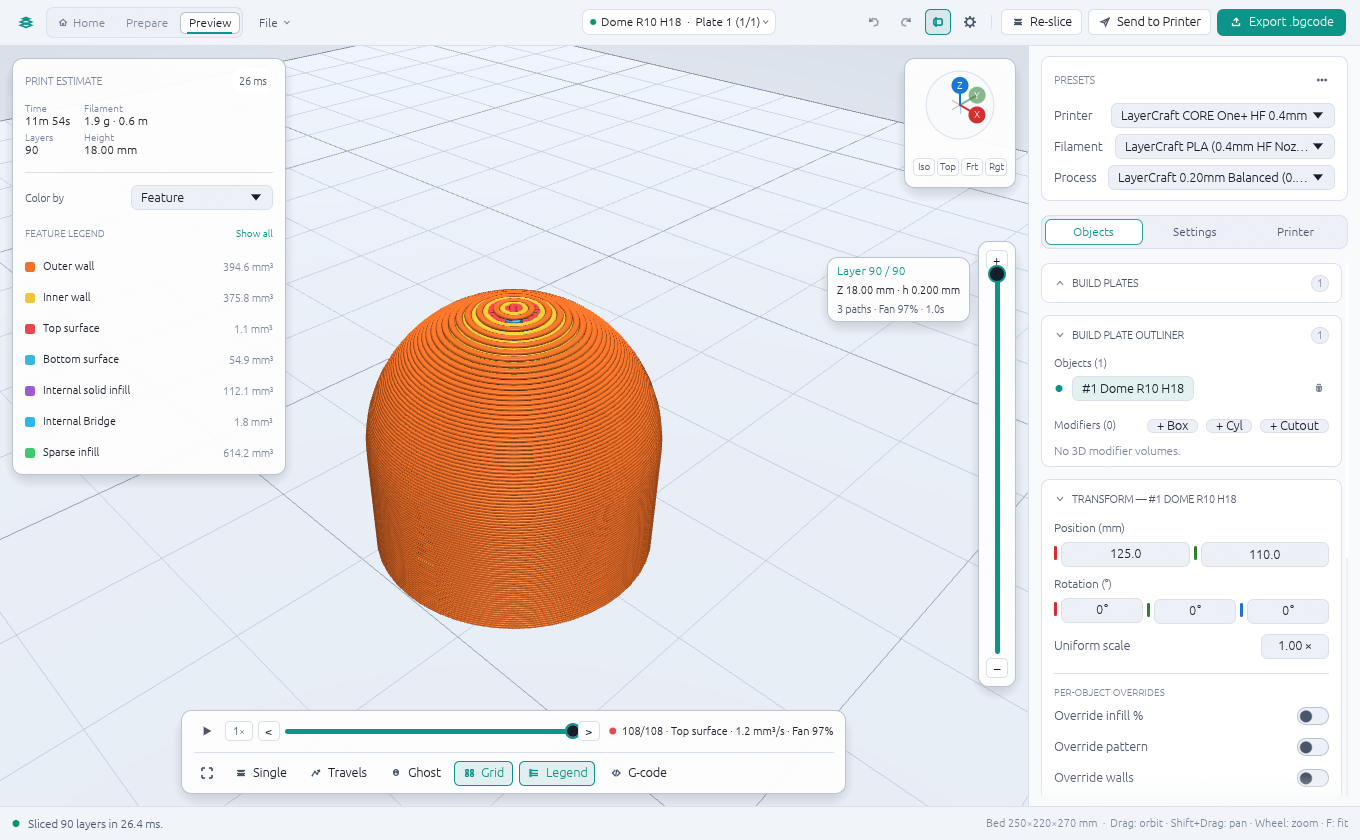 Home Prepare Preview File
Dome R10 H18 · Plate 1 (1/1)
Re-slice Send to Printer Export .bgcode
PRINT ESTIMATE 26 ms
Time Filament
11m 54s 1.9 g · 0.6 m
Layers Height
90 18.00 mm
Color by Feature
FEATURE LEGEND Show all
Outer wall 394.6 mm³
Inner wall 375.8 mm³
Top surface 1.1 mm³
Bottom surface 54.9 mm³
Internal solid infill 112.1 mm³
Internal Bridge 1.8 mm³
Sparse infill 614.2 mm³
Z
Y
X
Iso Top Frt Rgt
+
Layer 90 / 90
Z 18.00 mm · h 0.200 mm
3 paths · Fan 97% · 1.0s
−
1× < > 108/108 · Top surface · 1.2 mm³/s · Fan 97%
Single Travels Ghost Grid Legend G-code
PRESETS •••
Printer LayerCraft CORE One+ HF 0.4mm
Filament LayerCraft PLA (0.4mm HF Noz…
Process LayerCraft 0.20mm Balanced (0.…
Objects Settings Printer
BUILD PLATES 1
BUILD PLATE OUTLINER 1
Objects (1)
#1 Dome R10 H18
Modifiers (0) + Box + Cyl + Cutout
No 3D modifier volumes.
TRANSFORM — #1 DOME R10 H18
Position (mm)
125.0 110.0
Rotation (°)
0° 0° 0°
Uniform scale 1.00 ×
PER-OBJECT OVERRIDES
Override infill %
Override pattern
Override walls
Sliced 90 layers in 26.4 ms.
Bed 250×220×270 mm · Drag: orbit · Shift+Drag: pan · Wheel: zoom · F: fit